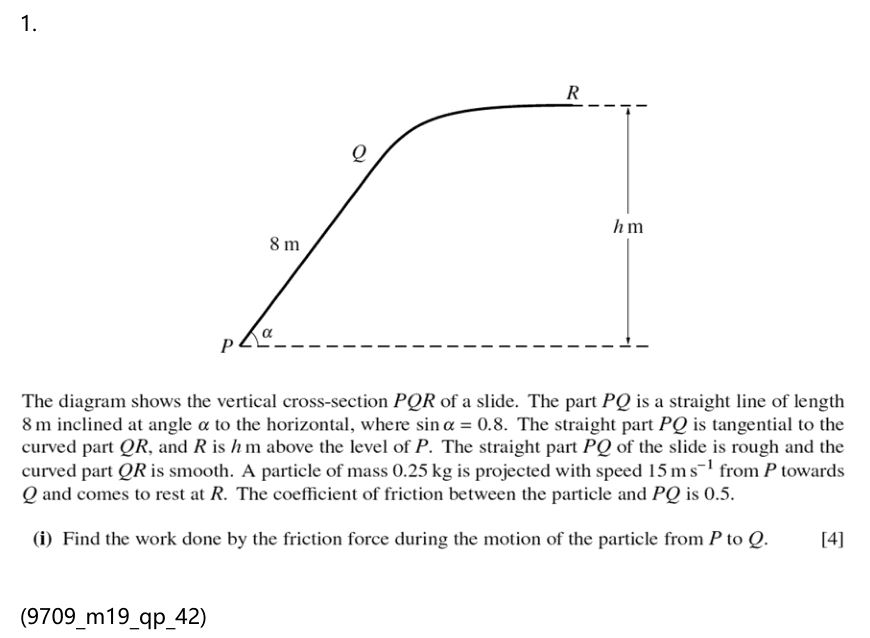 1.
R
Q
h m
8 m
α
P
The diagram shows the vertical cross-section PQR of a slide. The part PQ is a straight line of length
8 m inclined at angle α to the horizontal, where sin α = 0.8. The straight part PQ is tangential to the
curved part QR, and R is h m above the level of P. The straight part PQ of the slide is rough and the
curved part QR is smooth. A particle of mass 0.25 kg is projected with speed 15 m s⁻¹ from P towards
Q and comes to rest at R. The coefficient of friction between the particle and PQ is 0.5.
(i) Find the work done by the friction force during the motion of the particle from P to Q. [4]
(9709_m19_qp_42)